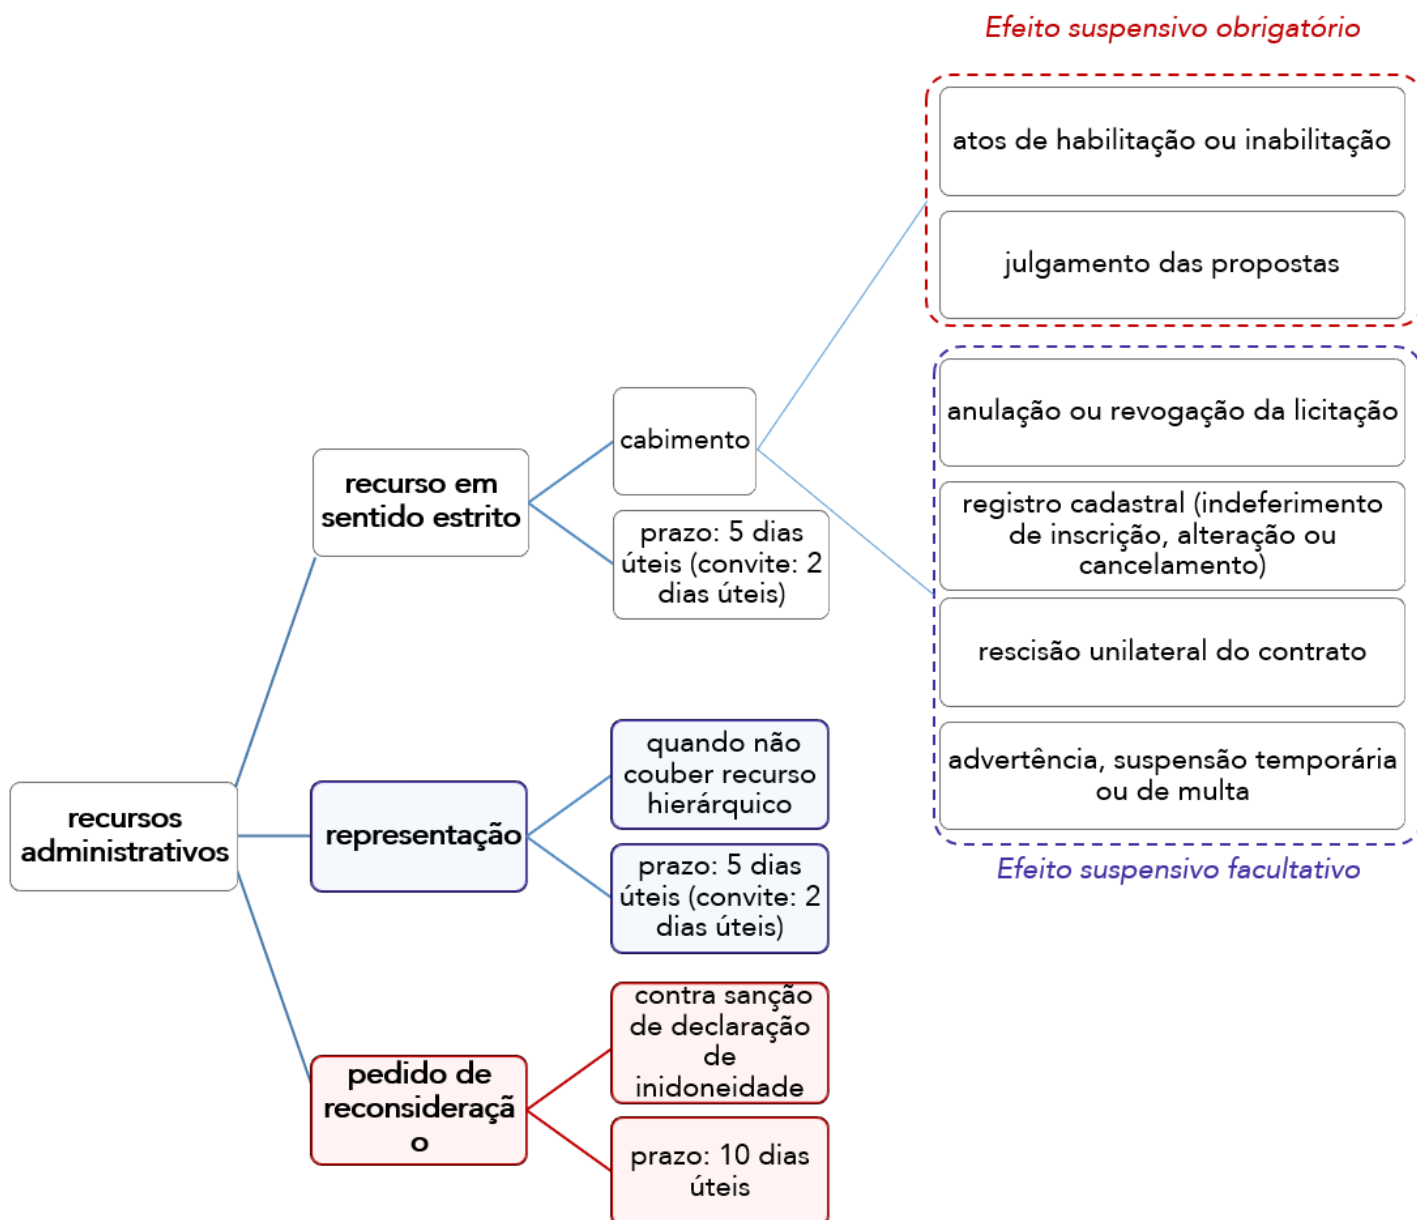 Efeito suspensivo obrigatório
atos de habilitação ou inabilitação
julgamento das propostas
anulação ou revogação da licitação
cabimento
recurso em
sentido estrito
registro cadastral (indeferimento
de inscrição, alteração ou
cancelamento)
prazo: 5 dias
úteis (convite: 2
dias úteis)
rescisão unilateral do contrato
quando não
couber recurso
hierárquico
advertência, suspensão temporária
ou de multa
recursos
administrativos
representação
Efeito suspensivo facultativo
prazo: 5 dias
úteis (convite: 2
dias úteis)
contra sanção
de declaração
de
inidoneidade
pedido de
reconsideraçã
o
prazo: 10 dias
úteis